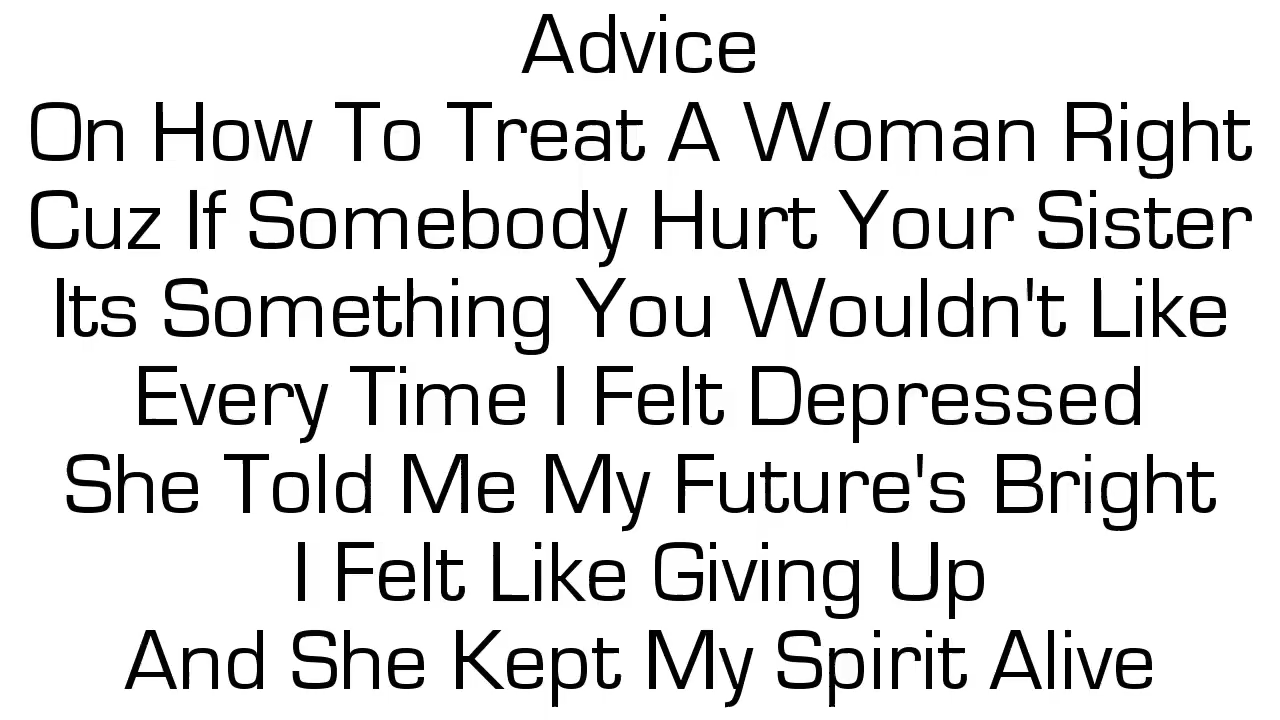 Advice
On How To Treat A Woman Right
Cuz If Somebody Hurt Your Sister
Its Something You Wouldn't Like
Every Time I Felt Depressed
She Told Me My Future's Bright
I Felt Like Giving Up
And She Kept My Spirit Alive